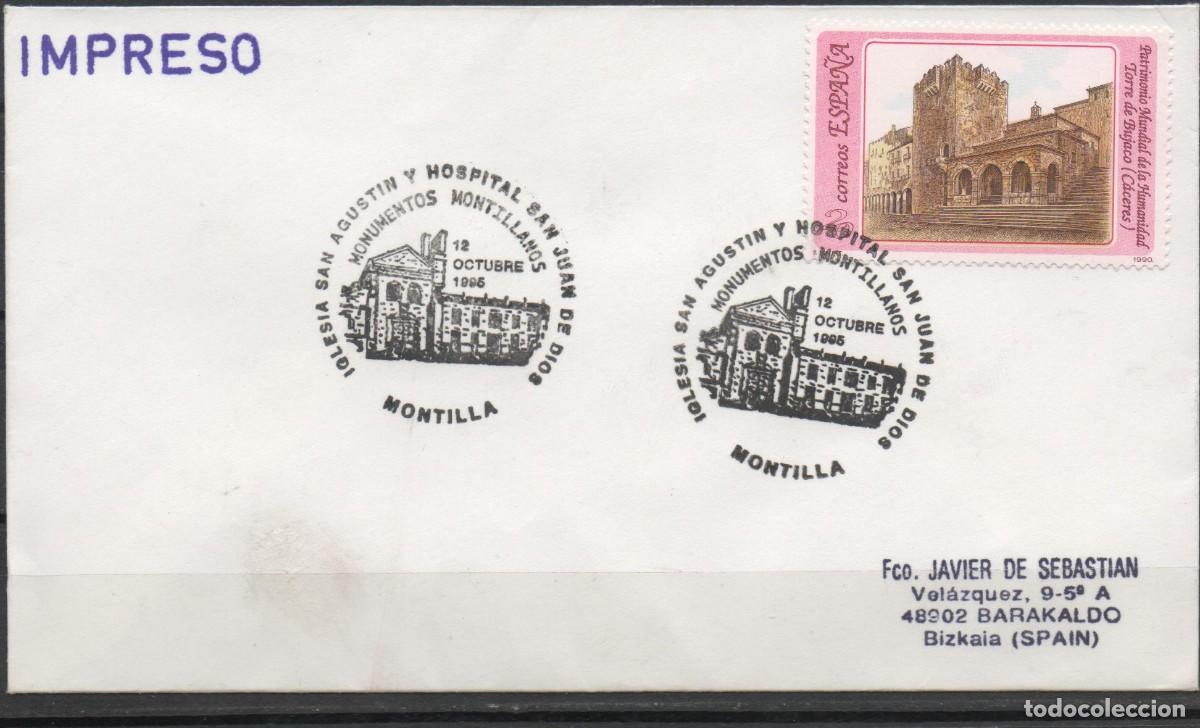 IMPRESO
correos ESPAÑA
Patrimonio Mundial de la Humanidad
Torre de Bujaco (Cáceres)
1990
IGLESIA SAN AGUSTIN Y HOSPITAL SAN JUAN DE DIOS
MONUMENTOS MONTILLANOS
12
OCTUBRE
1995
MONTILLA
IGLESIA SAN AGUSTIN Y HOSPITAL SAN JUAN DE DIOS
MONUMENTOS MONTILLANOS
12
OCTUBRE
1995
MONTILLA
Fco. JAVIER DE SEBASTIAN
Velázquez, 9-5º A
48902 BARAKALDO
Bizkaia (SPAIN)
todocoleccion